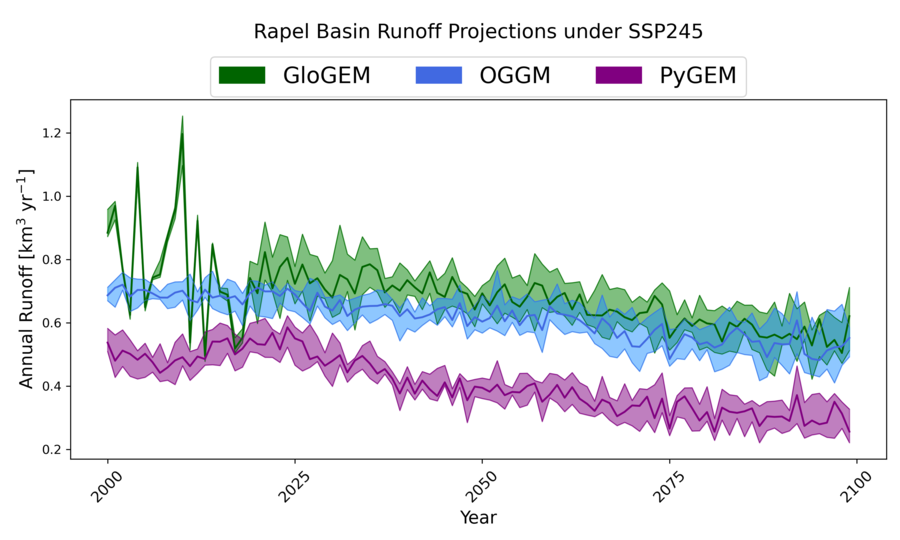 Rapel Basin Runoff Projections under SSP245
GloGEM OGGM PyGEM
Annual Runoff [km³ yr⁻¹]
1.2
1.0
0.8
0.6
0.4
0.2
2000 2025 2050 2075 2100
Year